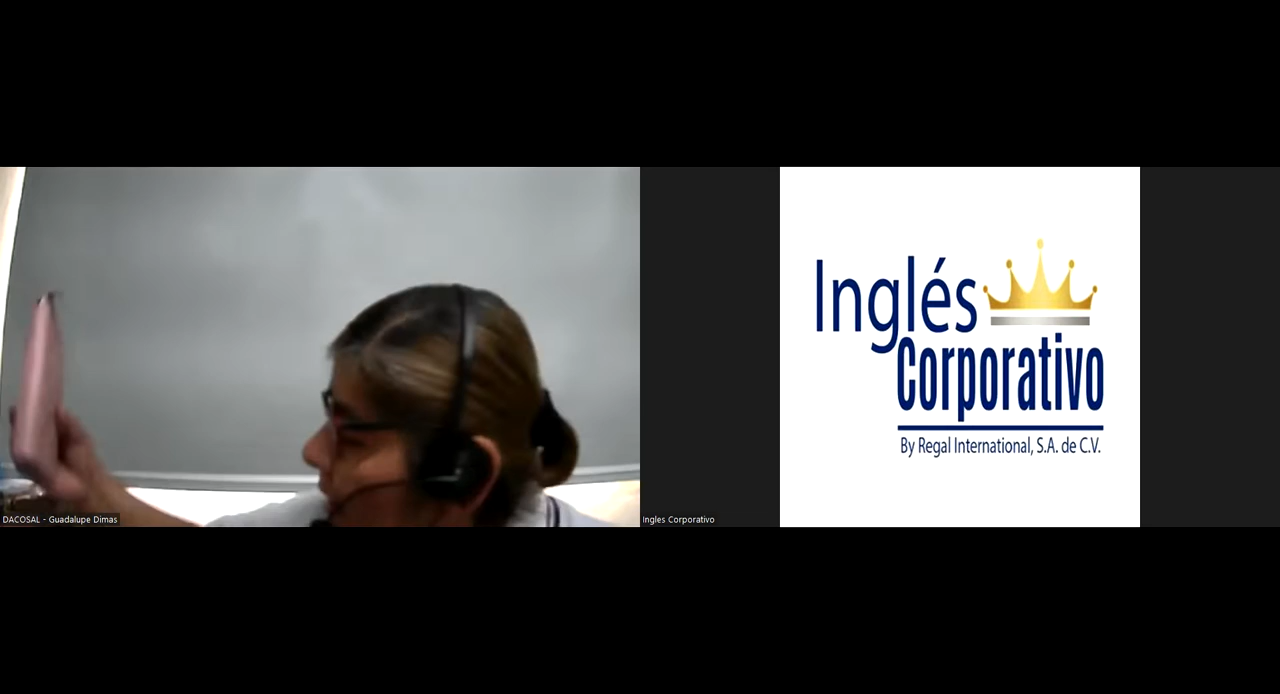 Inglés
Corporativo
By Regal International, S.A. de C.V.
DACOSAL - Guadalupe Dimas
Ingles Corporativo